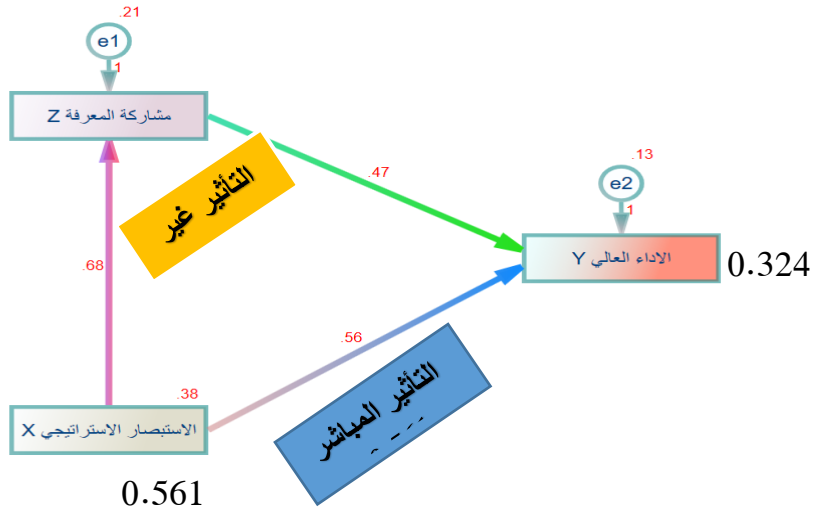 .21
e1
1
مشاركة المعرفة Z
التأثير غير
.47
.13
e2
1
الاداء العالي Y
0.324
.68
.56
التأثير المباشر
.38
الاستبصار الاستراتيجي X
0.561